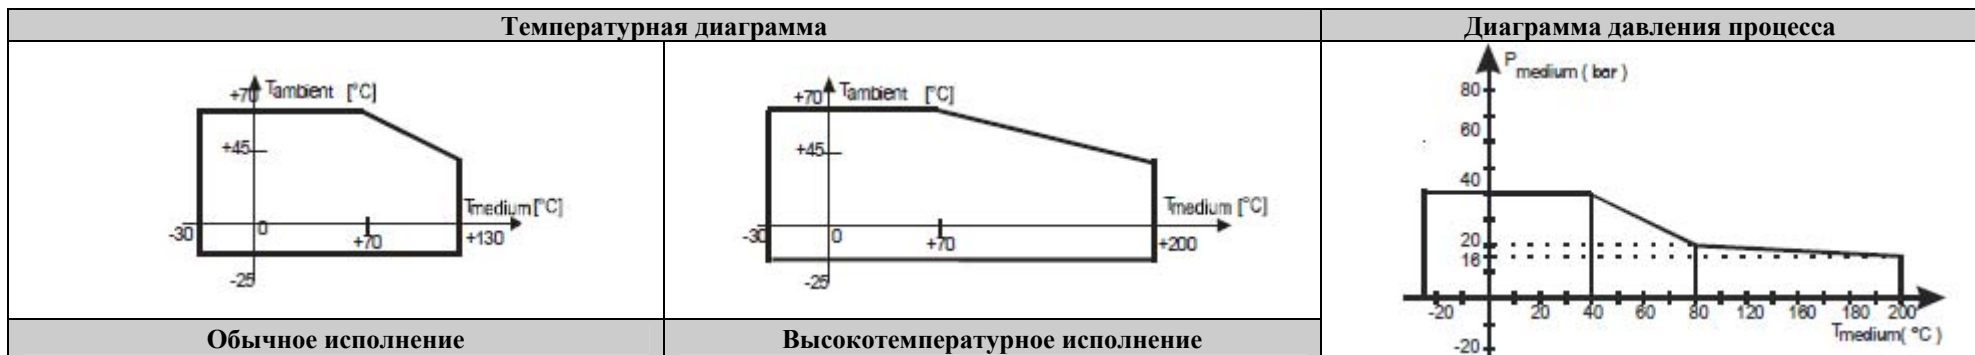 Температурная диаграмма
Диаграмма давления процесса
+70 Tambient [°C]
+45
Tmedium [°C]
-30
0
+70
+130
-25
Обычное исполнение
+70 Tambient [°C]
+45
Tmedium [°C]
-30
0
+70
+200
-25
Высокотемпературное исполнение
P medium ( bar )
80
60
40
20
16
-20 20 40 60 80 120 160 180 200
Tmedium( °C )
-20